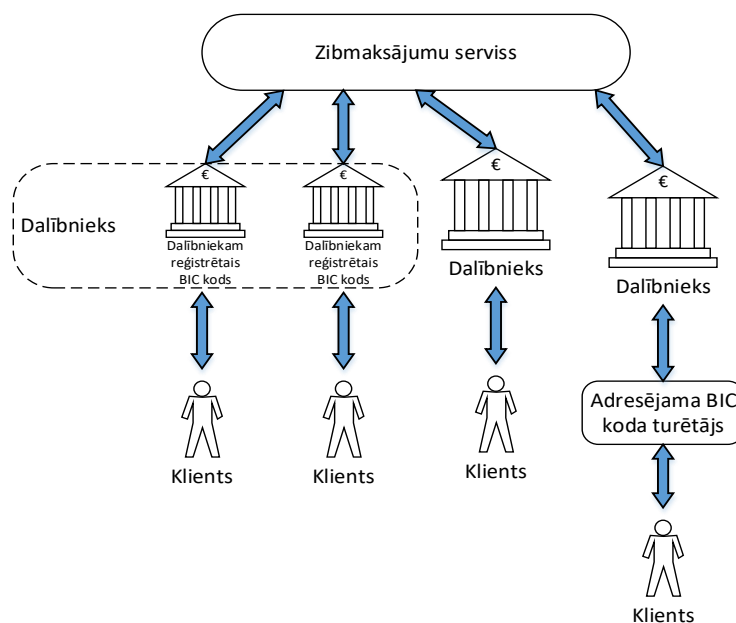 Zibmaksājumu serviss
€
€
€
€
Dalībnieks
Dalībniekam
reģistrētais
BIC kods
Dalībniekam
reģistrētais
BIC kods
Dalībnieks
Dalībnieks
Adresējama BIC
koda turētājs
Klients
Klients
Klients
Klients